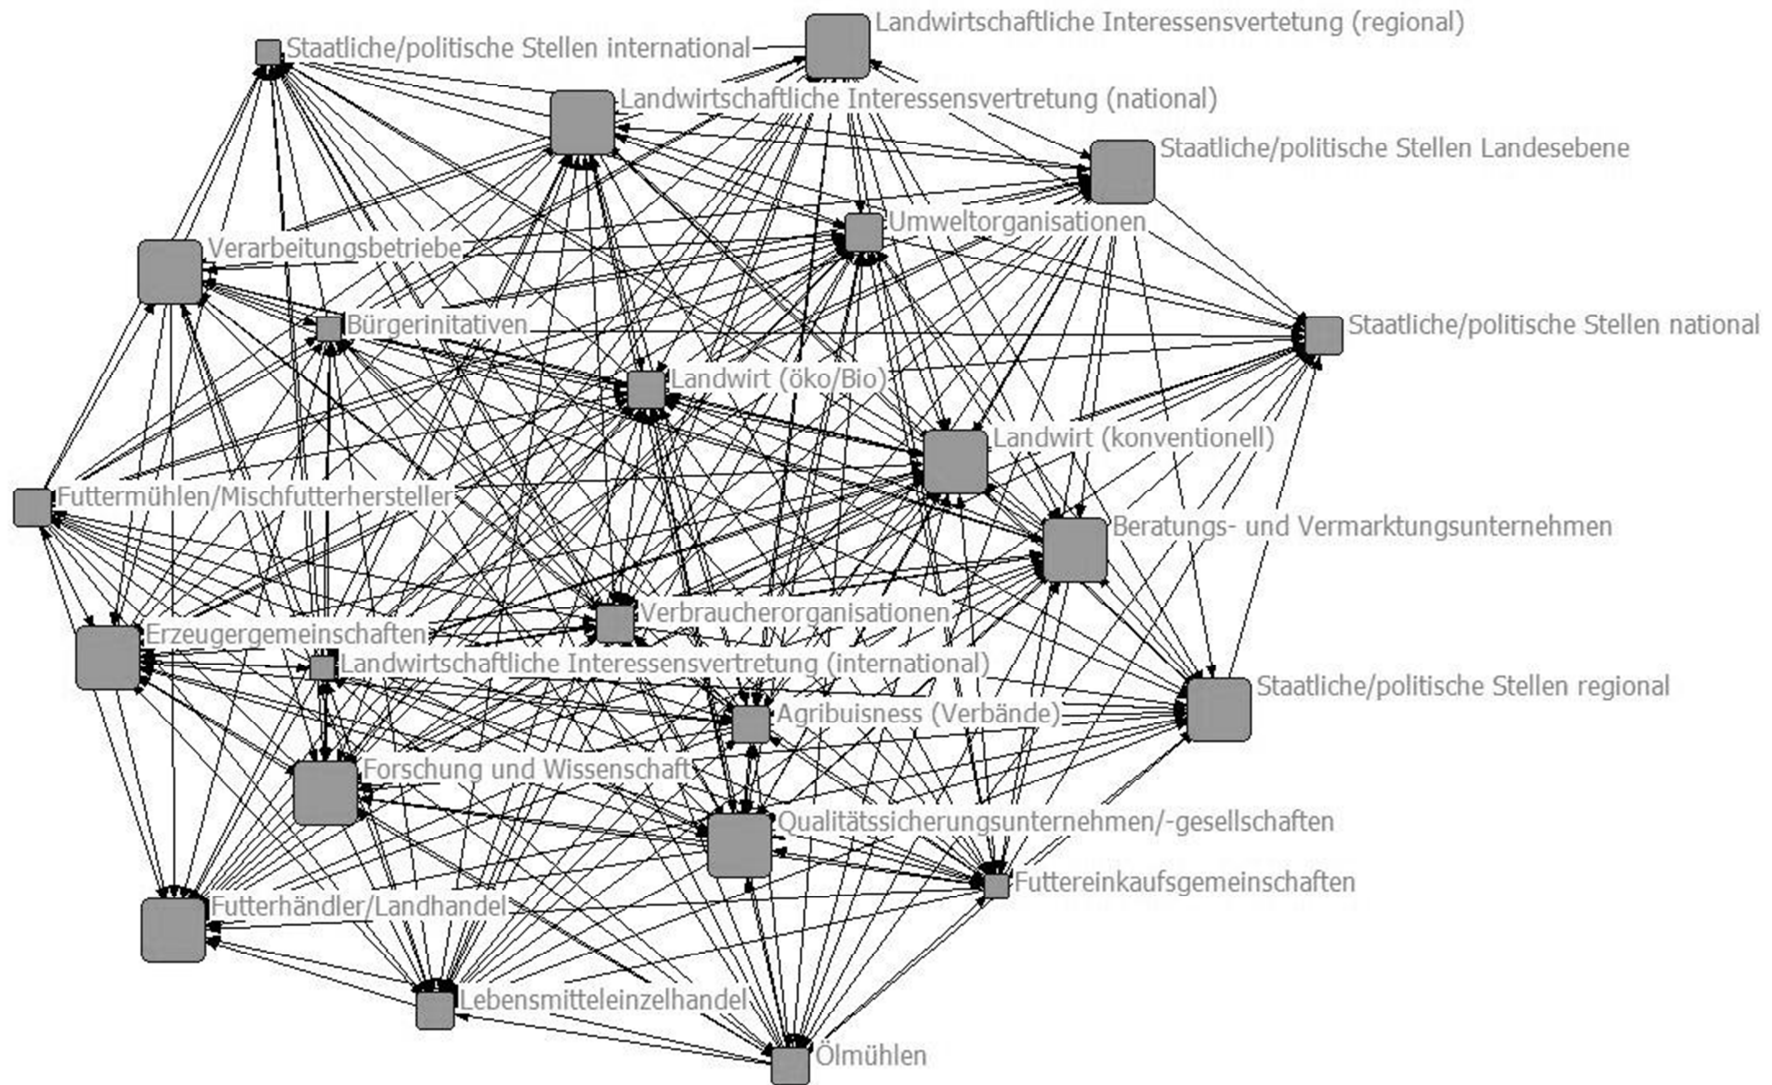 Landwirtschaftliche Interessensvertetung (regional)
Staatliche/politische Stellen international
Landwirtschaftliche Interessensvertretung (national)
Staatliche/politische Stellen Landesebene
Umweltorganisationen
Verarbeitungsbetriebe
Bürgerinitativen
Staatliche/politische Stellen national
Landwirt (öko/Bio)
Landwirt (konventionell)
Futtermühlen/Mischfutterhersteller
Beratungs- und Vermarktungsunternehmen
Verbraucherorganisationen
Erzeugergemeinschaften
Landwirtschaftliche Interessensvertretung (international)
Staatliche/politische Stellen regional
Agribuisness (Verbände)
Forschung und Wissenschaft
Qualitätssicherungsunternehmen/-gesellschaften
Futtereinkaufsgemeinschaften
Futterhändler/Landhandel
Lebensmitteleinzelhandel
Ölmühlen